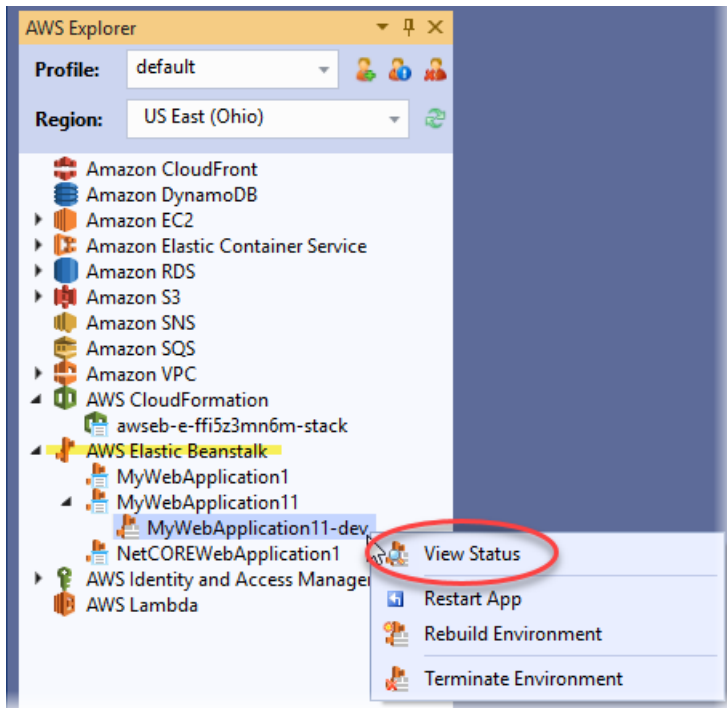 AWS Explorer
Profile: default
Region: US East (Ohio)
Amazon CloudFront
Amazon DynamoDB
Amazon EC2
Amazon Elastic Container Service
Amazon RDS
Amazon S3
Amazon SNS
Amazon SQS
Amazon VPC
AWS CloudFormation
awseb-e-ffi5z3mn6m-stack
AWS Elastic Beanstalk
MyWebApplication1
MyWebApplication11
MyWebApplication11-dev
NetCOREWebApplication1
View Status
AWS Identity and Access Manager
AWS Lambda
Restart App
Rebuild Environment
Terminate Environment